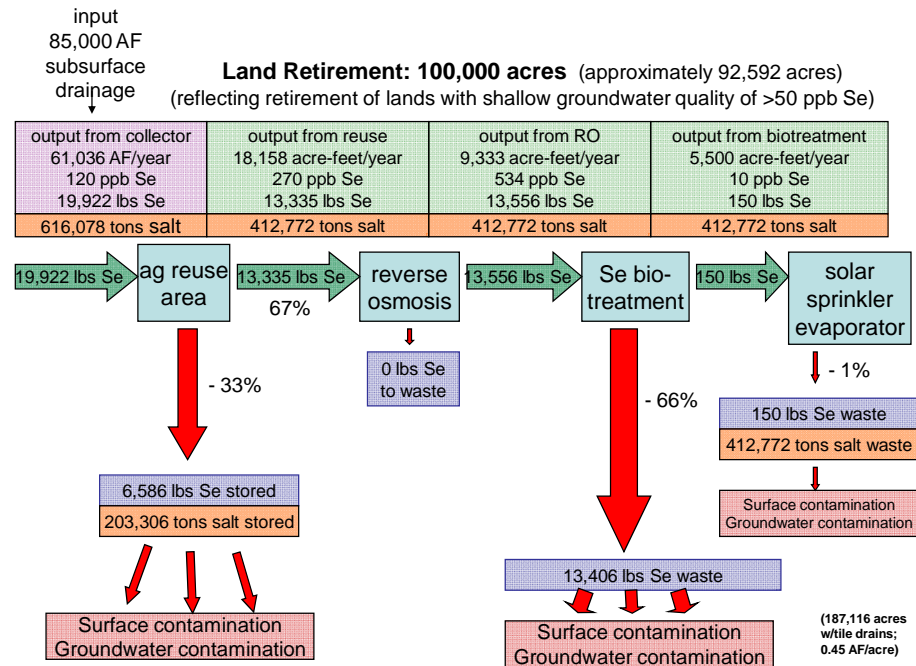 input
85,000 AF
subsurface
drainage
Land Retirement: 100,000 acres (approximately 92,592 acres)
(reflecting retirement of lands with shallow groundwater quality of >50 ppb Se)
output from collector
61,036 AF/year
120 ppb Se
19,922 lbs Se
616,078 tons salt
output from reuse
18,158 acre-feet/year
270 ppb Se
13,335 lbs Se
412,772 tons salt
output from RO
9,333 acre-feet/year
534 ppb Se
13,556 lbs Se
412,772 tons salt
output from biotreatment
5,500 acre-feet/year
10 ppb Se
150 lbs Se
412,772 tons salt
19,922 lbs Se
ag reuse
area
13,335 lbs Se
67%
reverse
osmosis
13,556 lbs Se
Se bio-
treatment
150 lbs Se
solar
sprinkler
evaporator
- 33%
0 lbs Se
to waste
- 66%
- 1%
150 lbs Se waste
412,772 tons salt waste
Surface contamination
Groundwater contamination
6,586 lbs Se stored
203,306 tons salt stored
13,406 lbs Se waste
Surface contamination
Groundwater contamination
Surface contamination
Groundwater contamination
(187,116 acres
w/tile drains;
0.45 AF/acre)